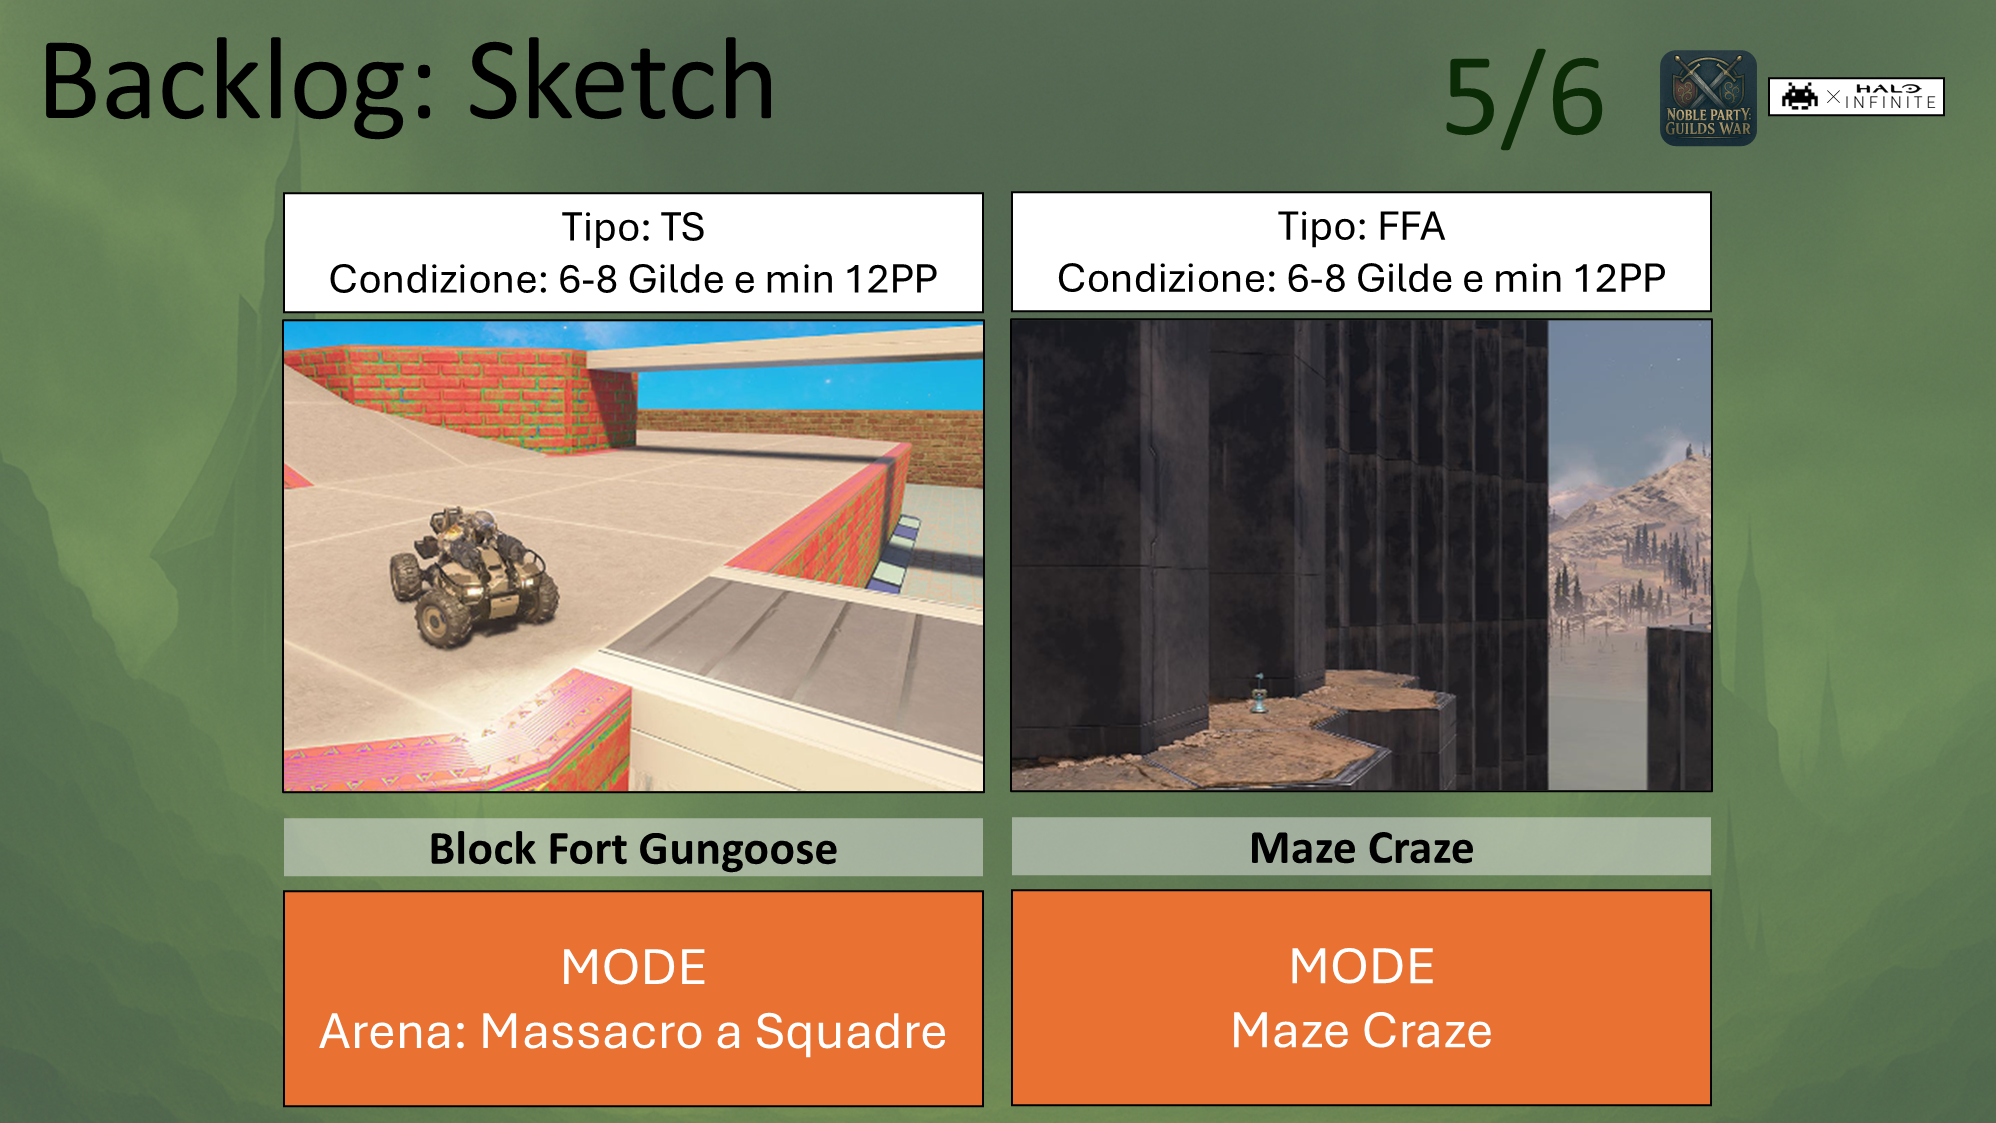 Backlog: Sketch
5/6
NOBLE PARTY:
GUILDS WAR
× HALO
INFINITE
Tipo: TS
Condizione: 6-8 Gilde e min 12PP
Tipo: FFA
Condizione: 6-8 Gilde e min 12PP
Block Fort Gungoose
Maze Craze
MODE
Arena: Massacro a Squadre
MODE
Maze Craze